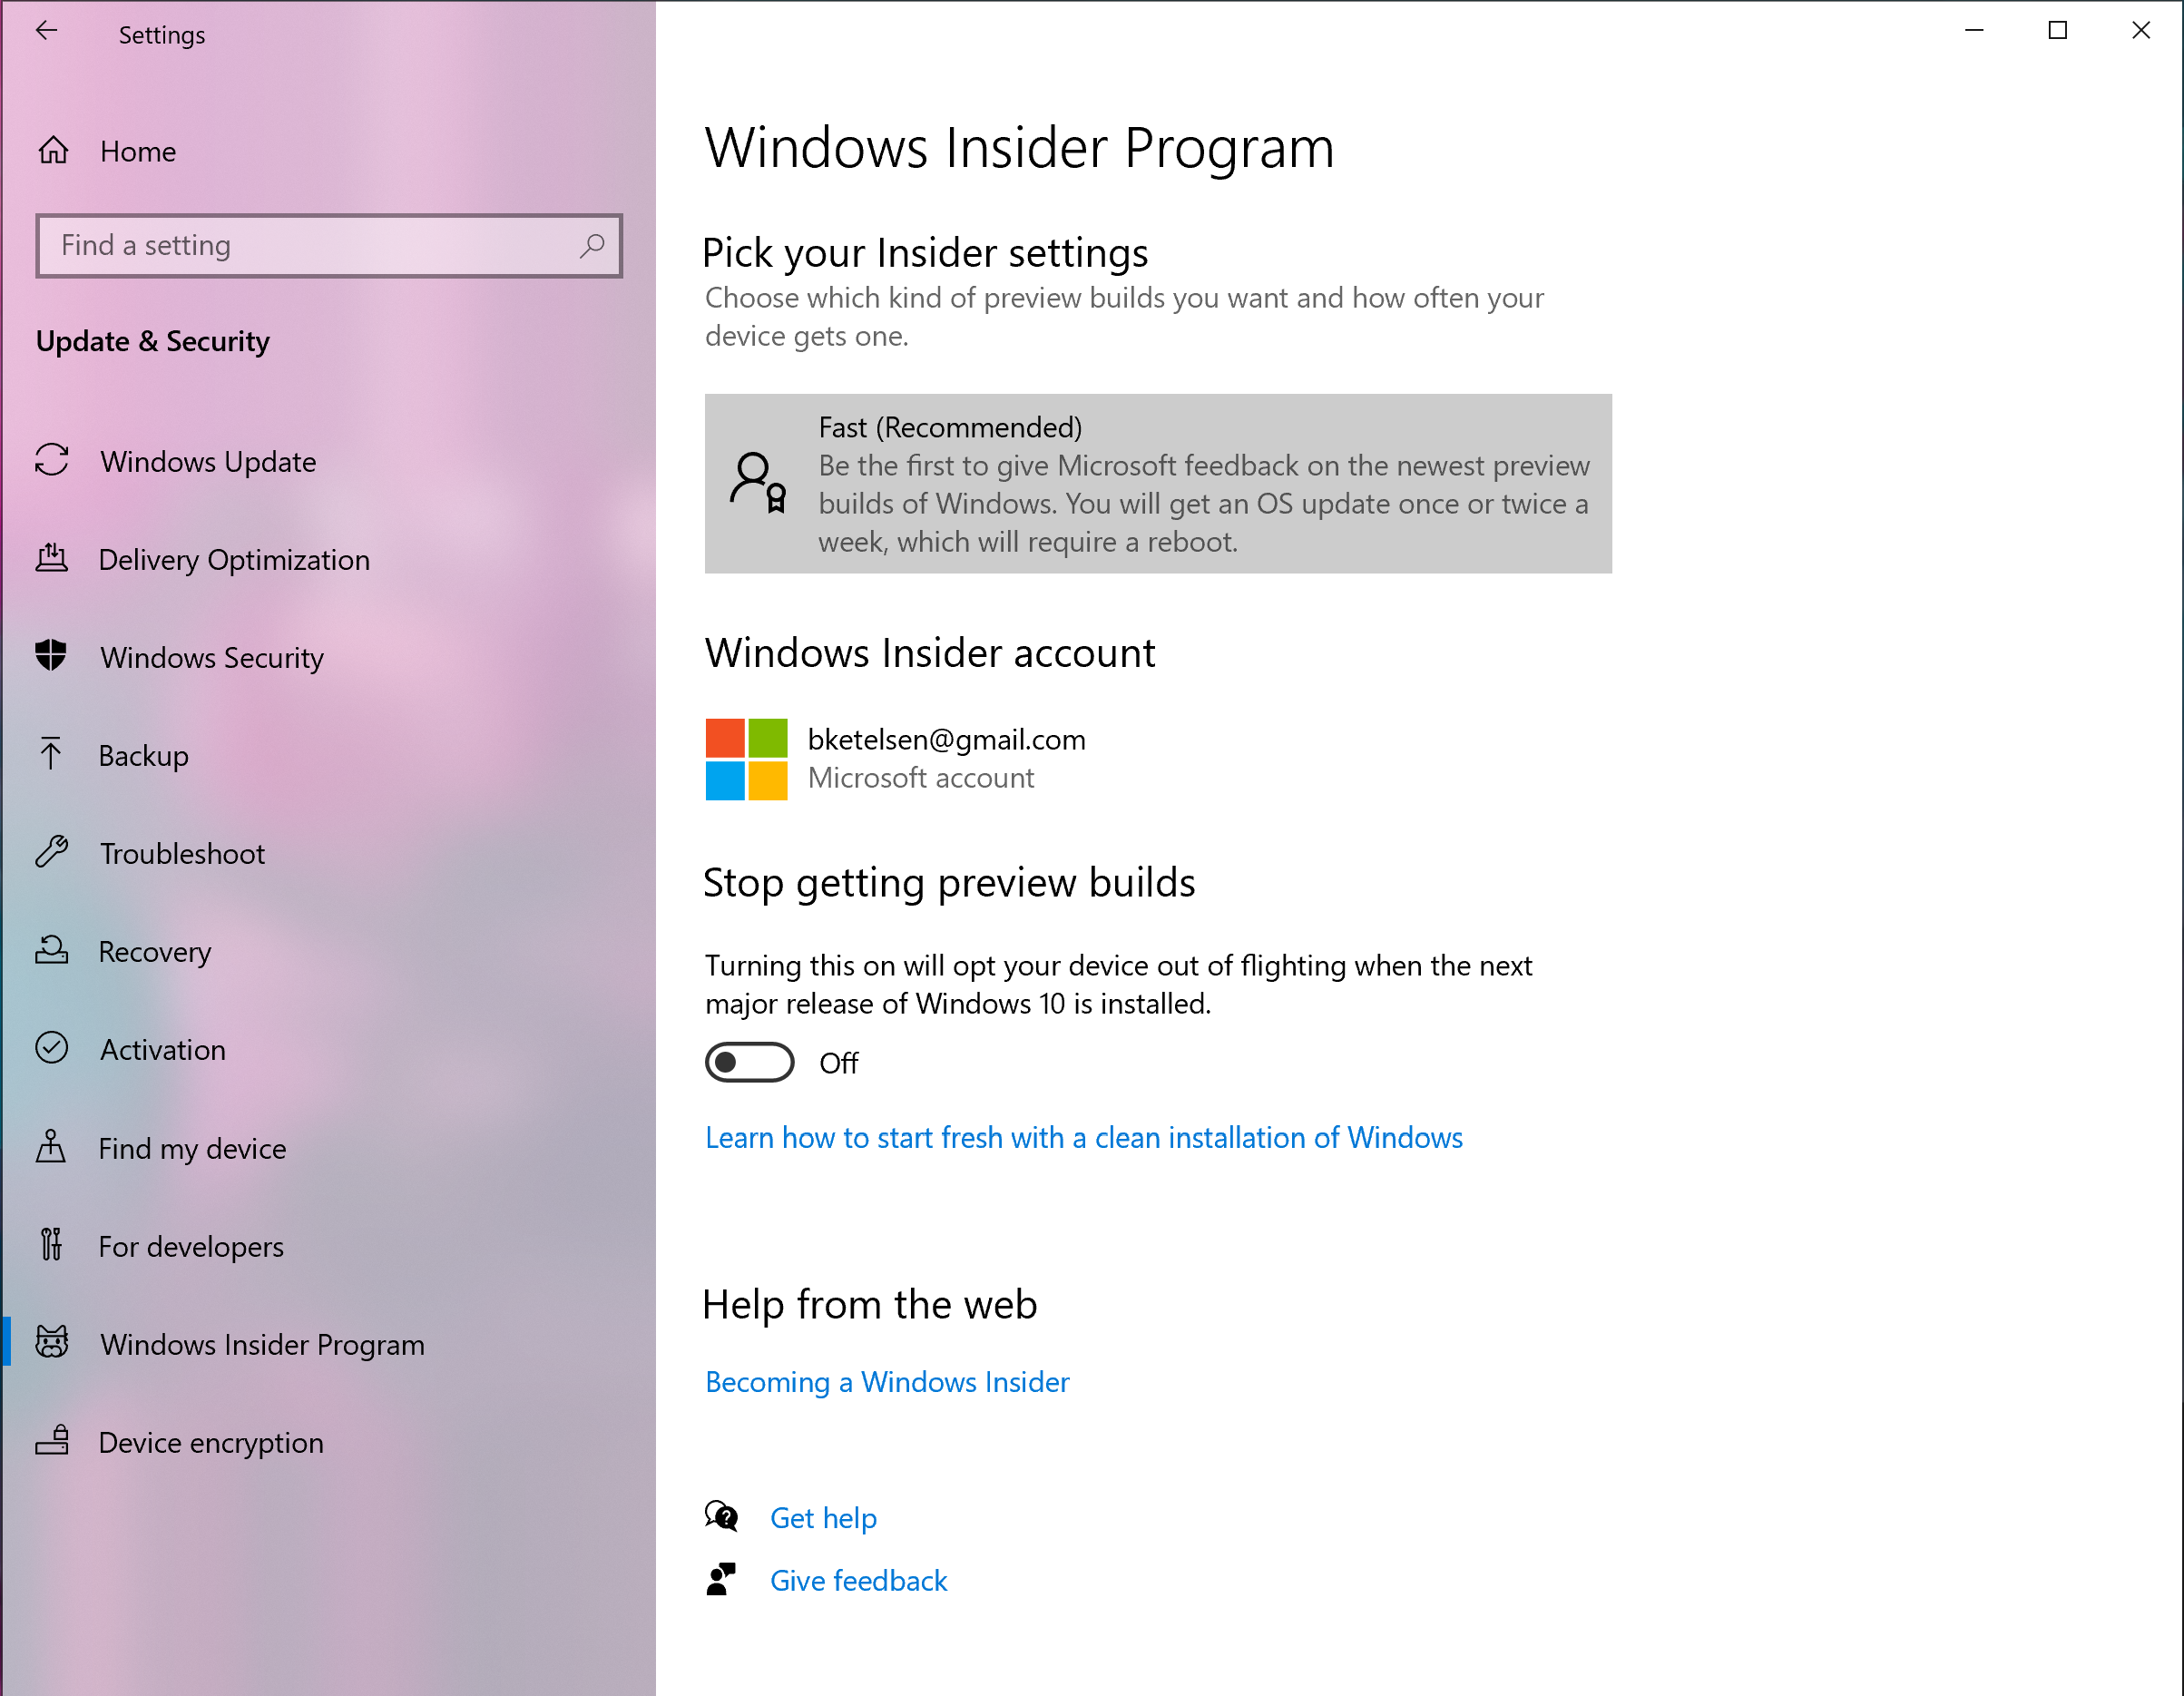 Settings
Home
Find a setting
Update & Security
Windows Update
Delivery Optimization
Windows Security
Backup
Troubleshoot
Recovery
Activation
Find my device
For developers
Windows Insider Program
Device encryption
Windows Insider Program
Pick your Insider settings
Choose which kind of preview builds you want and how often your
device gets one.
Fast (Recommended)
Be the first to give Microsoft feedback on the newest preview
builds of Windows. You will get an OS update once or twice a
week, which will require a reboot.
Windows Insider account
bketelsen@gmail.com
Microsoft account
Stop getting preview builds
Turning this on will opt your device out of flighting when the next
major release of Windows 10 is installed.
Off
Learn how to start fresh with a clean installation of Windows
Help from the web
Becoming a Windows Insider
Get help
Give feedback